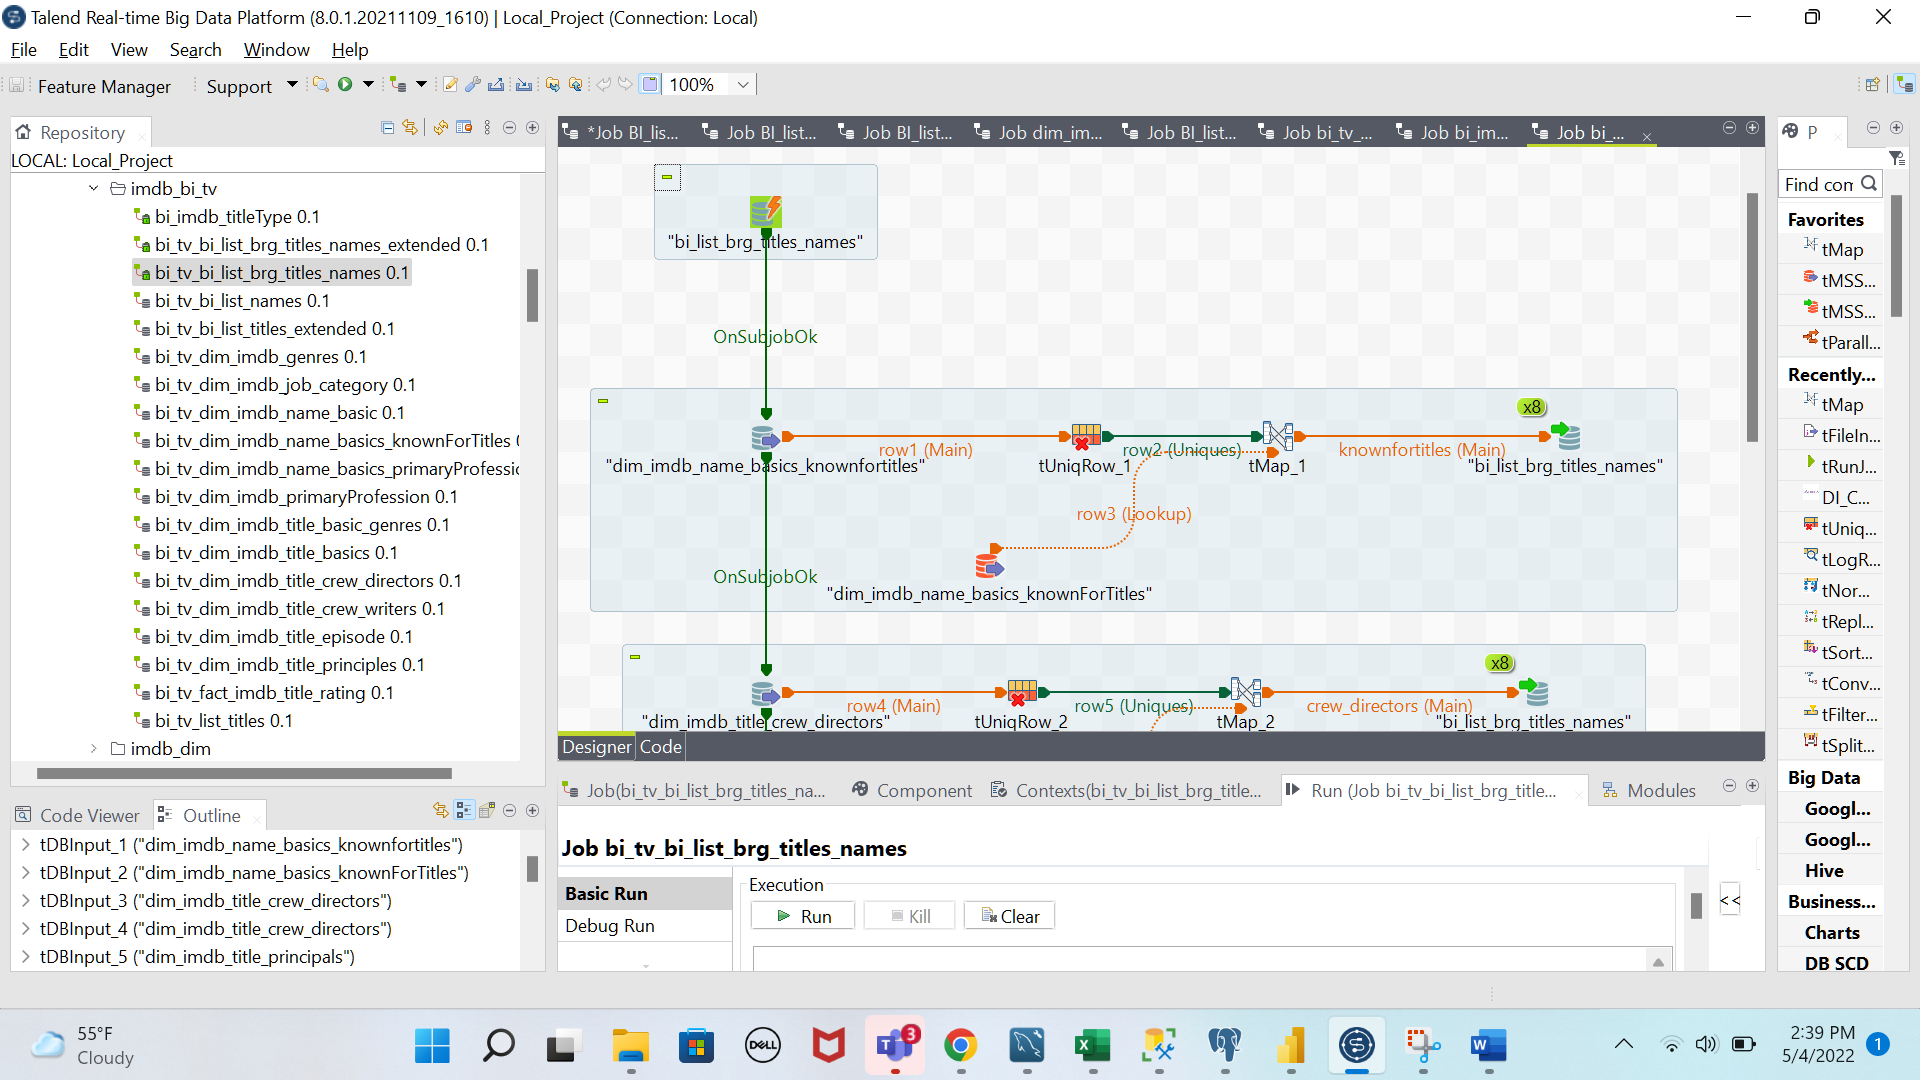 Talend Real-time Big Data Platform (8.0.1.20211109_1610) | Local_Project (Connection: Local)
File Edit View Search Window Help
Feature Manager Support 100%
Repository
LOCAL: Local_Project
imdb_bi_tv
bi_imdb_titleType 0.1
bi_tv_bi_list_brg_titles_names_extended 0.1
bi_tv_bi_list_brg_titles_names 0.1
bi_tv_bi_list_names 0.1
bi_tv_bi_list_titles_extended 0.1
bi_tv_dim_imdb_genres 0.1
bi_tv_dim_imdb_job_category 0.1
bi_tv_dim_imdb_name_basic 0.1
bi_tv_dim_imdb_name_basics_knownForTitles (
bi_tv_dim_imdb_name_basics_primaryProfessic
bi_tv_dim_imdb_primaryProfession 0.1
bi_tv_dim_imdb_title_basic_genres 0.1
bi_tv_dim_imdb_title_basics 0.1
bi_tv_dim_imdb_title_crew_directors 0.1
bi_tv_dim_imdb_title_crew_writers 0.1
bi_tv_dim_imdb_title_episode 0.1
bi_tv_dim_imdb_title_principles 0.1
bi_tv_fact_imdb_title_rating 0.1
bi_tv_list_titles 0.1
imdb_dim
Code Viewer Outline
tDBInput_1 ("dim_imdb_name_basics_knownfortitles")
tDBInput_2 ("dim_imdb_name_basics_knownForTitles")
tDBInput_3 ("dim_imdb_title_crew_directors")
tDBInput_4 ("dim_imdb_title_crew_directors")
tDBInput_5 ("dim_imdb_title_principals")
*Job BI_lis... Job BI_list... Job BI_list... Job dim_im... Job BI_list... Job bi_tv_... Job bi_im... Job bi_...
"bi_list_brg_titles_names"
OnSubjobOk
x8
row1 (Main) row2 (Uniques) knownfortitles (Main)
"dim_imdb_name_basics_knownfortitles" tUniqRow_1 tMap_1 "bi_list_brg_titles_names"
row3 (Lookup)
OnSubjobOk
"dim_imdb_name_basics_knownForTitles"
x8
row4 (Main) row5 (Uniques) crew_directors (Main)
"dim_imdb_title_crew_directors" tUniqRow_2 tMap_2 "bi_list_brg_titles_names"
Designer Code
Job(bi_tv_bi_list_brg_titles_na... Component Contexts(bi_tv_bi_list_brg_title... Run (Job bi_tv_bi_list_brg_title... Modules
Job bi_tv_bi_list_brg_titles_names
Basic Run
Debug Run
Execution
Run Kill Clear
<<
P
Find con
Favorites
tMap
tMSS...
tMSS...
tParall...
Recently...
tMap
tFileIn...
tRunJ...
DI_C...
tUniq...
tLogR...
tNor...
tRepl...
tSort...
tConv...
tFilter...
tSplit...
Big Data
Googl...
Googl...
Hive
Business...
Charts
DB SCD
55°F
Cloudy
DELL
T
3
X
W
2:39 PM
5/4/2022
1